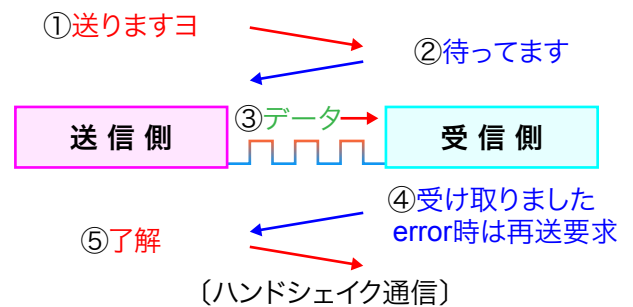 ①送りますヨ
②待ってます
③データ
送信側
受信側
④受け取りました
error時は再送要求
⑤了解
〔ハンドシェイク通信〕